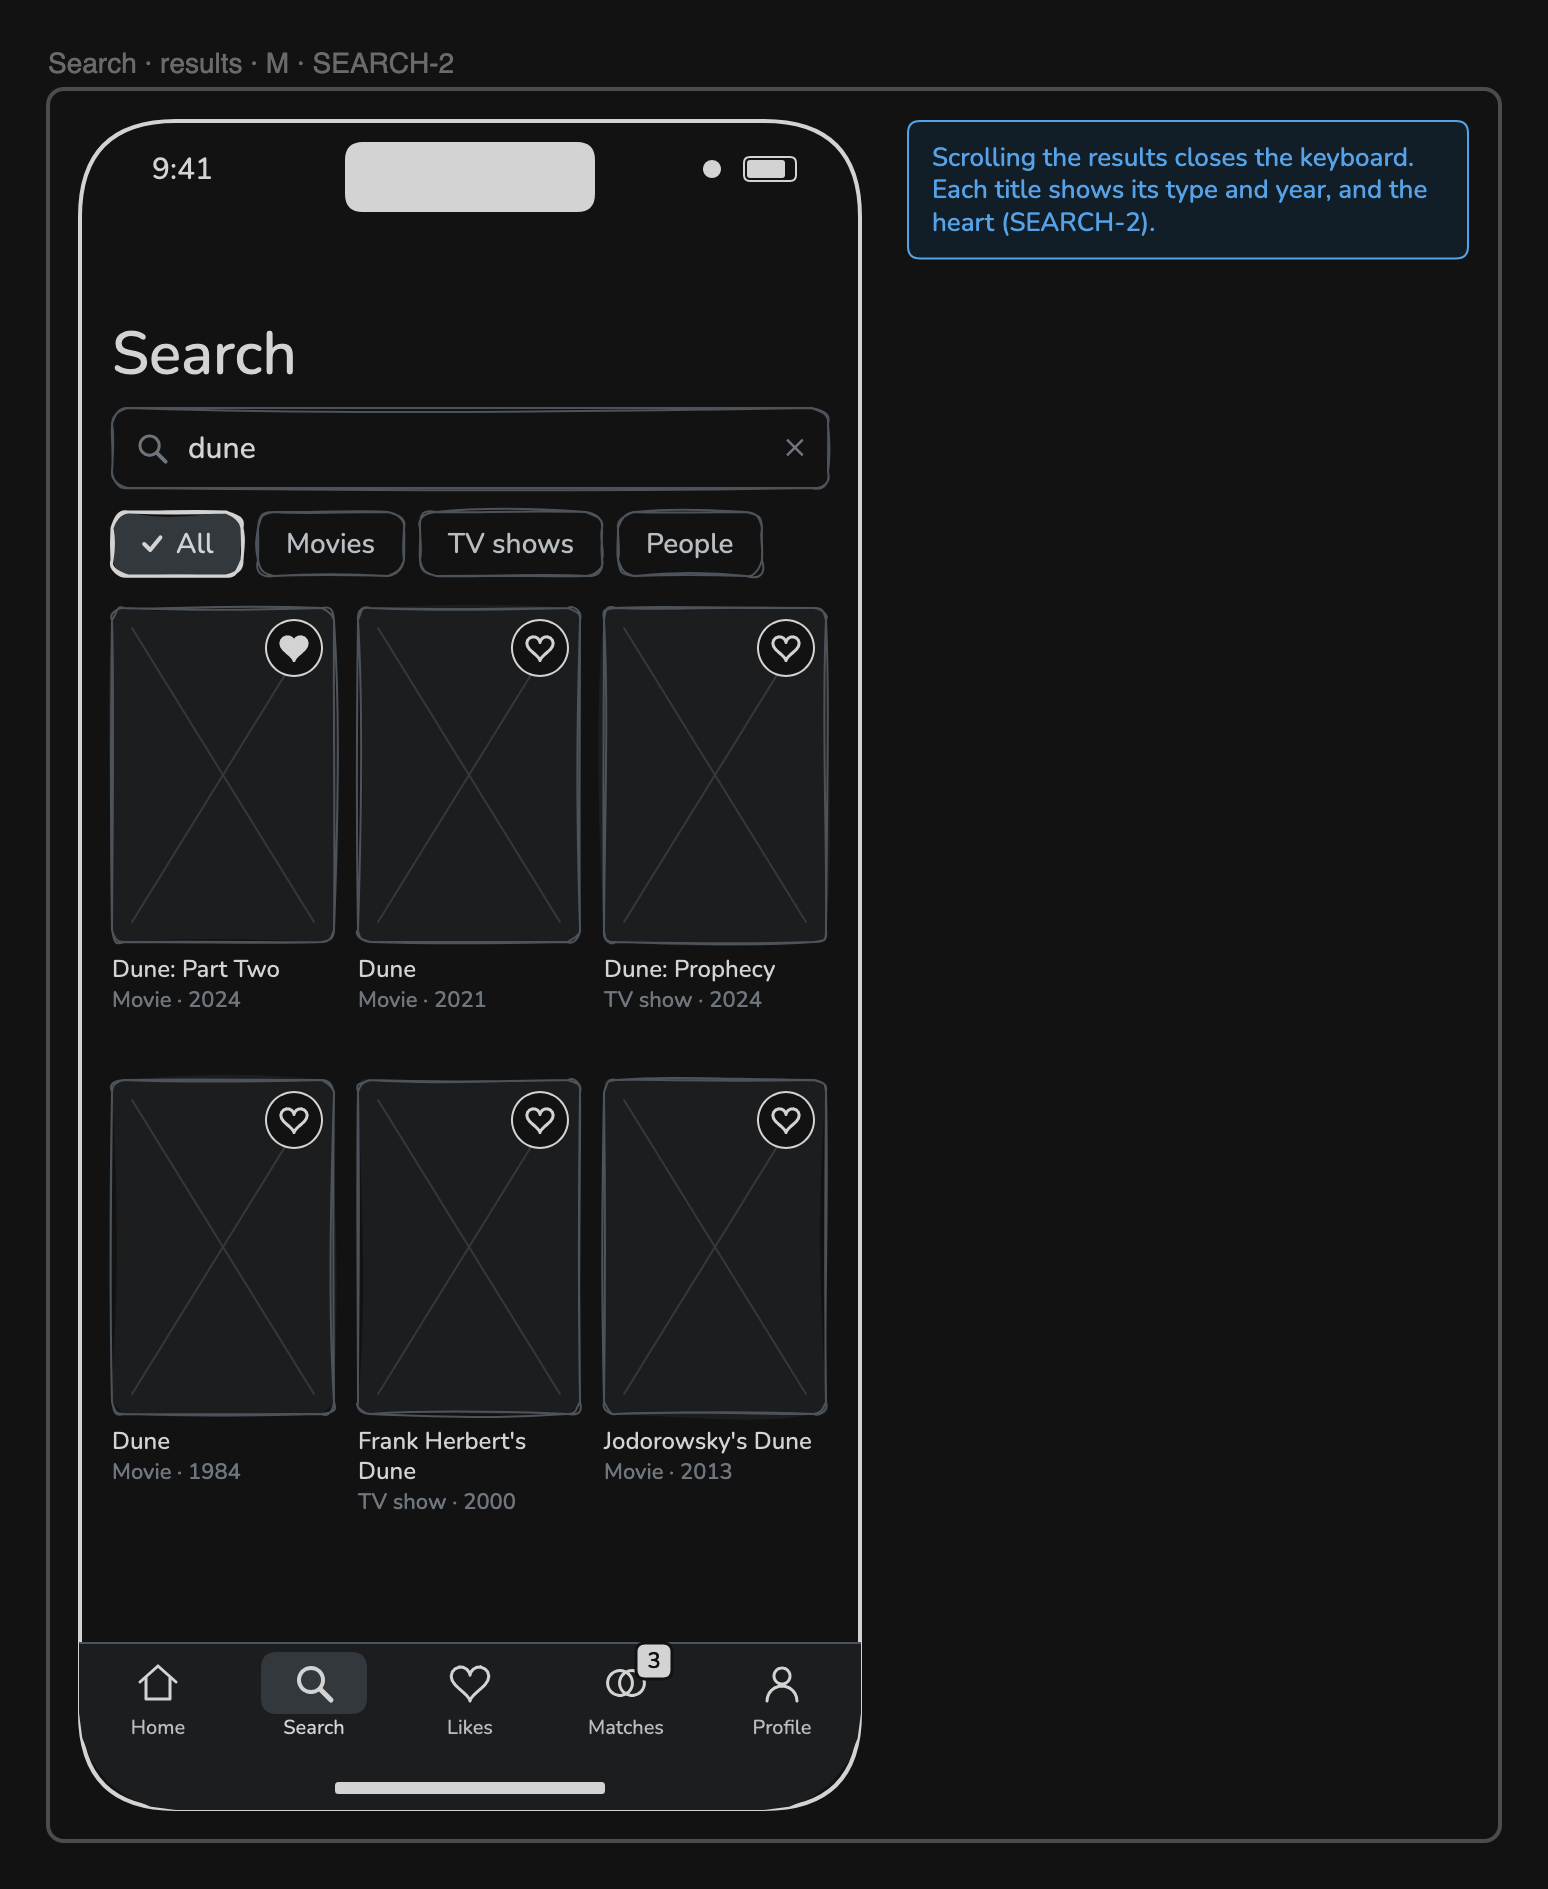 Search · results · M · SEARCH-2
9:41
Scrolling the results closes the keyboard.
Each title shows its type and year, and the
heart (SEARCH-2).
Search
dune
All
Movies
TV shows
People
Dune: Part Two
Movie · 2024
Dune
Movie · 2021
Dune: Prophecy
TV show · 2024
Dune
Movie · 1984
Frank Herbert's
Dune
TV show · 2000
Jodorowsky's Dune
Movie · 2013
3
Home
Search
Likes
Matches
Profile